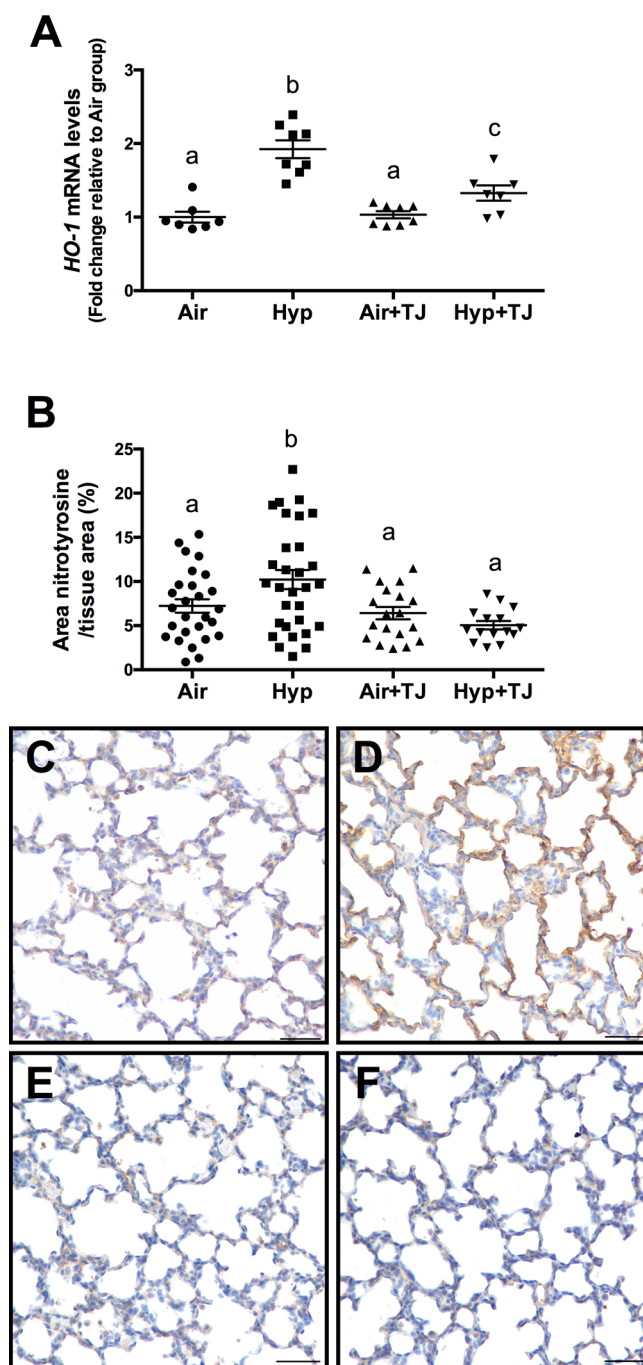 A
HO-1 mRNA levels
(Fold change relative to Air group)
3
2
1
0
a
b
a
c
Air
Hyp
Air+TJ
Hyp+TJ
B
Area nitrotyrosine
/tissue area (%)
25
20
15
10
5
0
a
b
a
a
Air
Hyp
Air+TJ
Hyp+TJ
C
D
E
F